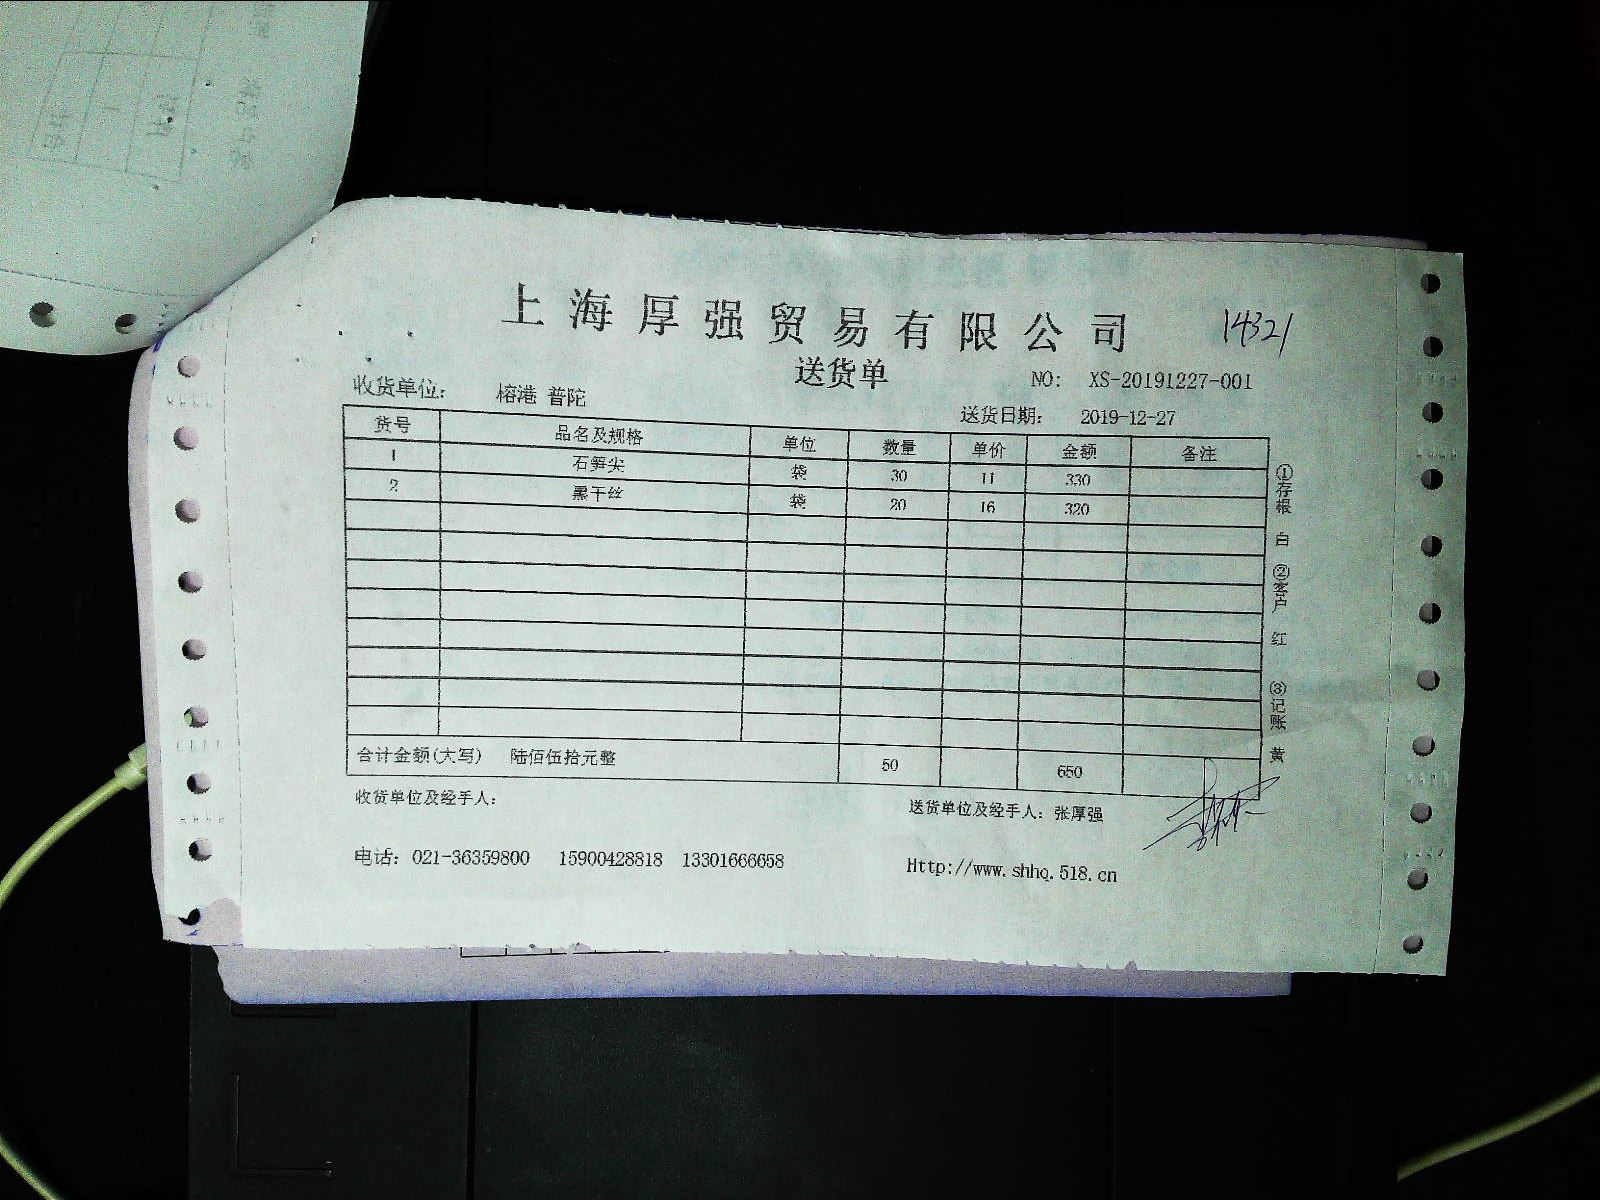 上海厚强贸易有限公司
14321
送货单
NO: XS-20191227-001
收货单位: 榕港 普陀
送货日期: 2019-12-27
货号 品名及规格 单位 数量 单价 金额 备注
1 石笋尖 袋 30 11 330
2 黑干丝 袋 20 16 320
合计金额(大写) 陆佰伍拾元整 50 650
收货单位及经手人:
送货单位及经手人: 张厚强
电话: 021-36359800 15900428818 13301666658
Http://www.shhq.518.cn
①存根 白 ②客户 红 ③记账 黄